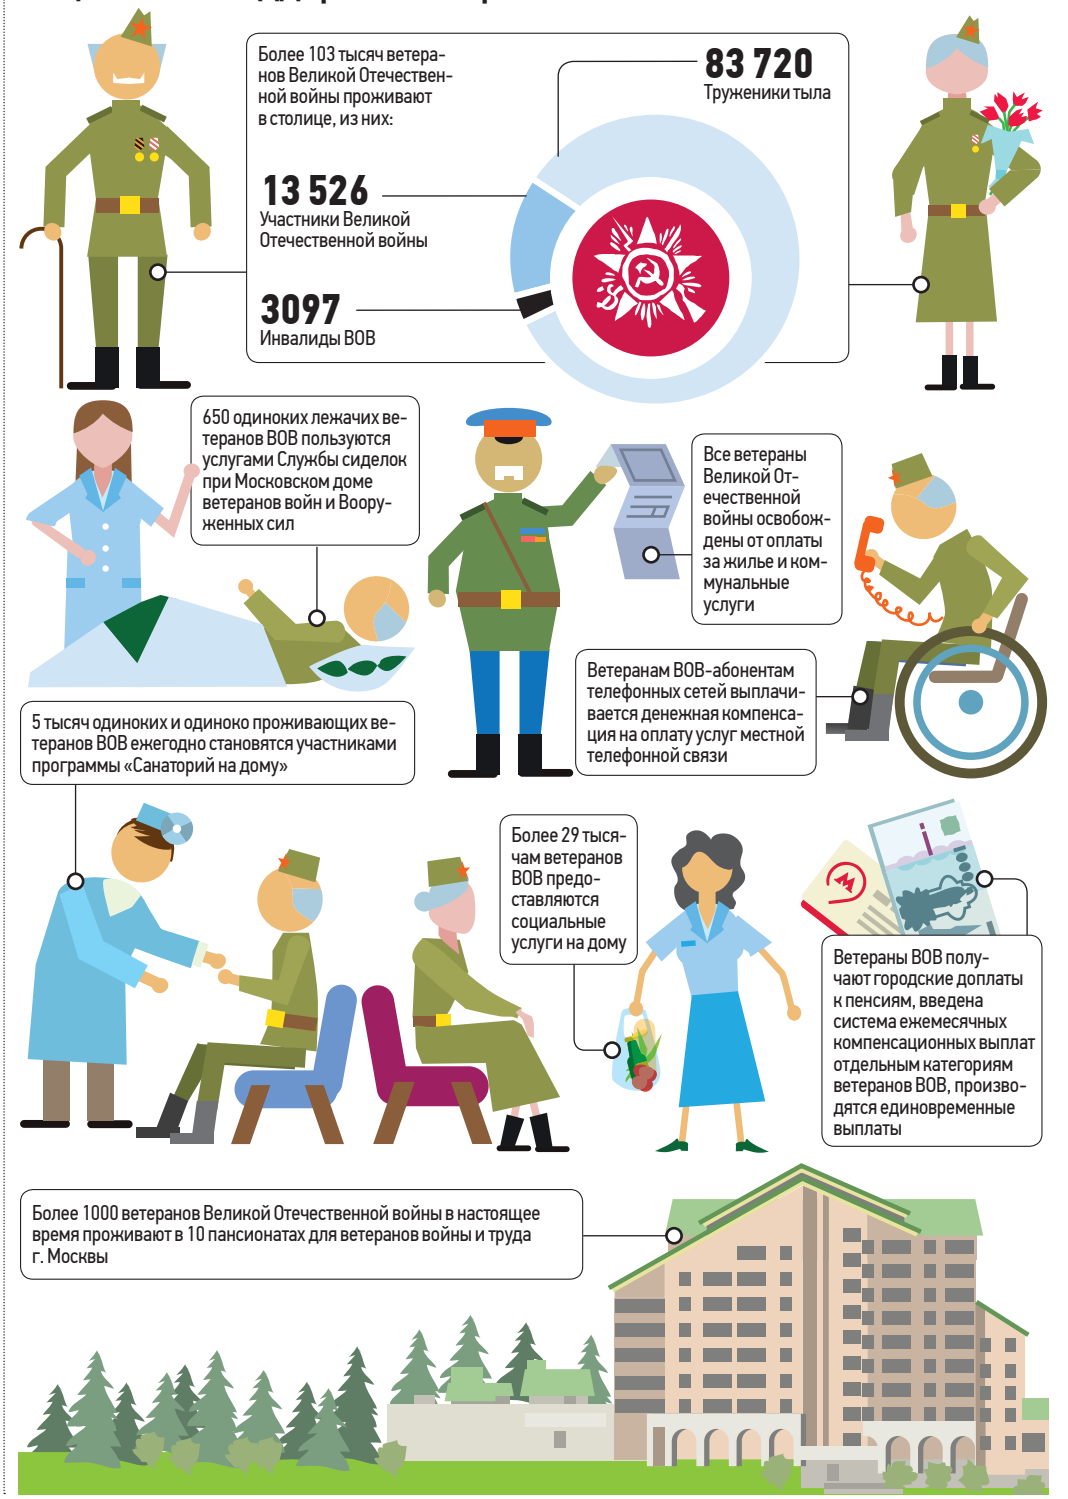 Более 103 тысяч ветера-
нов Великой Отечествен-
ной войны проживают
в столице, из них:
83 720
Труженики тыла
13 526
Участники Великой
Отечественной войны
3097
Инвалиды ВОВ
650 одиноких лежачих ве-
теранов ВОВ пользуются
услугами Службы сиделок
при Московском доме
ветеранов войн и Воору-
женных сил
Все ветераны
Великой От-
ечественной
войны освобож-
дены от оплаты
за жилье и ком-
мунальные
услуги
Ветеранам ВОВ-абонентам
телефонных сетей выплачи-
вается денежная компенса-
ция на оплату услуг местной
телефонной связи
5 тысяч одиноких и одиноко проживающих ве-
теранов ВОВ ежегодно становятся участниками
программы «Санаторий на дому»
Более 29 тыся-
чам ветеранов
ВОВ предо-
ставляются
социальные
услуги на дому
Ветераны ВОВ полу-
чают городские доплаты
к пенсиям, введена
система ежемесячных
компенсационных выплат
отдельным категориям
ветеранов ВОВ, произво-
дятся единовременные
выплаты
Более 1000 ветеранов Великой Отечественной войны в настоящее
время проживают в 10 пансионатах для ветеранов войны и труда
г. Москвы